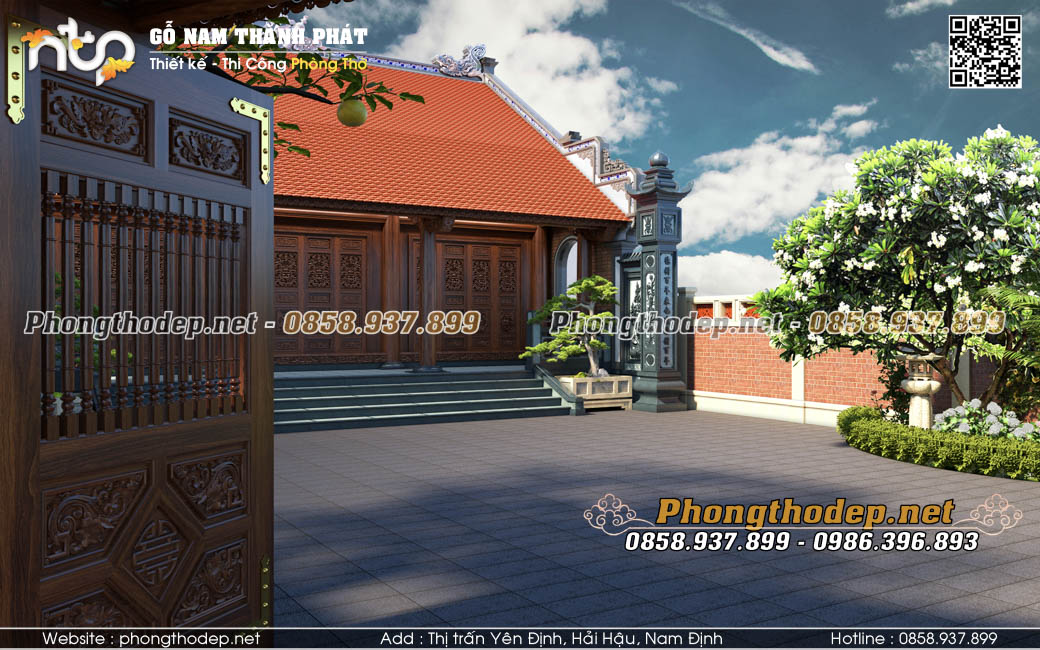 ntp
GỖ NAM THÀNH PHÁT
Thiết kế - Thi Công Phòng Thờ
Phongthodep.net - 0858.937.899
Phongthodep.net - 0858.937.899
Phongthodep.net
0858.937.899 - 0986.396.893
Website : phongthodep.net
Add : Thị trấn Yên Định, Hải Hậu, Nam Định
Hotline : 0858.937.899